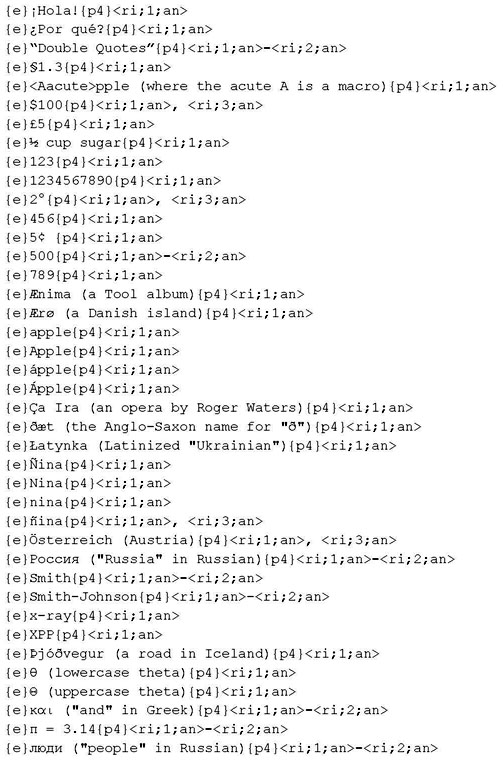 {e}¡Hola!{p4}<ri;1;an>
{e}¿Por qué?{p4}<ri;1;an>
{e}“Double Quotes”{p4}<ri;1;an>-<ri;2;an>
{e}§1.3{p4}<ri;1;an>
{e}<Aacute>pple (where the acute A is a macro){p4}<ri;1;an>
{e}$100{p4}<ri;1;an>, <ri;3;an>
{e}£5{p4}<ri;1;an>
{e}½ cup sugar{p4}<ri;1;an>
{e}123{p4}<ri;1;an>
{e}1234567890{p4}<ri;1;an>
{e}2°{p4}<ri;1;an>, <ri;3;an>
{e}456{p4}<ri;1;an>
{e}5¢ {p4}<ri;1;an>
{e}500{p4}<ri;1;an>-<ri;2;an>
{e}789{p4}<ri;1;an>
{e}Ænima (a Tool album){p4}<ri;1;an>
{e}Ærø (a Danish island){p4}<ri;1;an>
{e}apple{p4}<ri;1;an>
{e}Apple{p4}<ri;1;an>
{e}ápple{p4}<ri;1;an>
{e}Ápple{p4}<ri;1;an>
{e}Ça Ira (an opera by Roger Waters){p4}<ri;1;an>
{e}ðæt (the Anglo-Saxon name for "ð"){p4}<ri;1;an>
{e}Łatynka (Latinized "Ukrainian"){p4}<ri;1;an>
{e}Ñina{p4}<ri;1;an>
{e}Nina{p4}<ri;1;an>
{e}nina{p4}<ri;1;an>
{e}ñina{p4}<ri;1;an>, <ri;3;an>
{e}Österreich (Austria){p4}<ri;1;an>, <ri;3;an>
{e}Россия ("Russia" in Russian){p4}<ri;1;an>-<ri;2;an>
{e}Smith{p4}<ri;1;an>-<ri;2;an>
{e}Smith-Johnson{p4}<ri;1;an>-<ri;2;an>
{e}x-ray{p4}<ri;1;an>
{e}XPP{p4}<ri;1;an>
{e}Þjóðvegur (a road in Iceland){p4}<ri;1;an>
{e}θ (lowercase theta){p4}<ri;1;an>
{e}Θ (uppercase theta){p4}<ri;1;an>
{e}και ("and" in Greek){p4}<ri;1;an>-<ri;2;an>
{e}π = 3.14{p4}<ri;1;an>-<ri;2;an>
{e}люди ("people" in Russian){p4}<ri;1;an>-<ri;2;an>